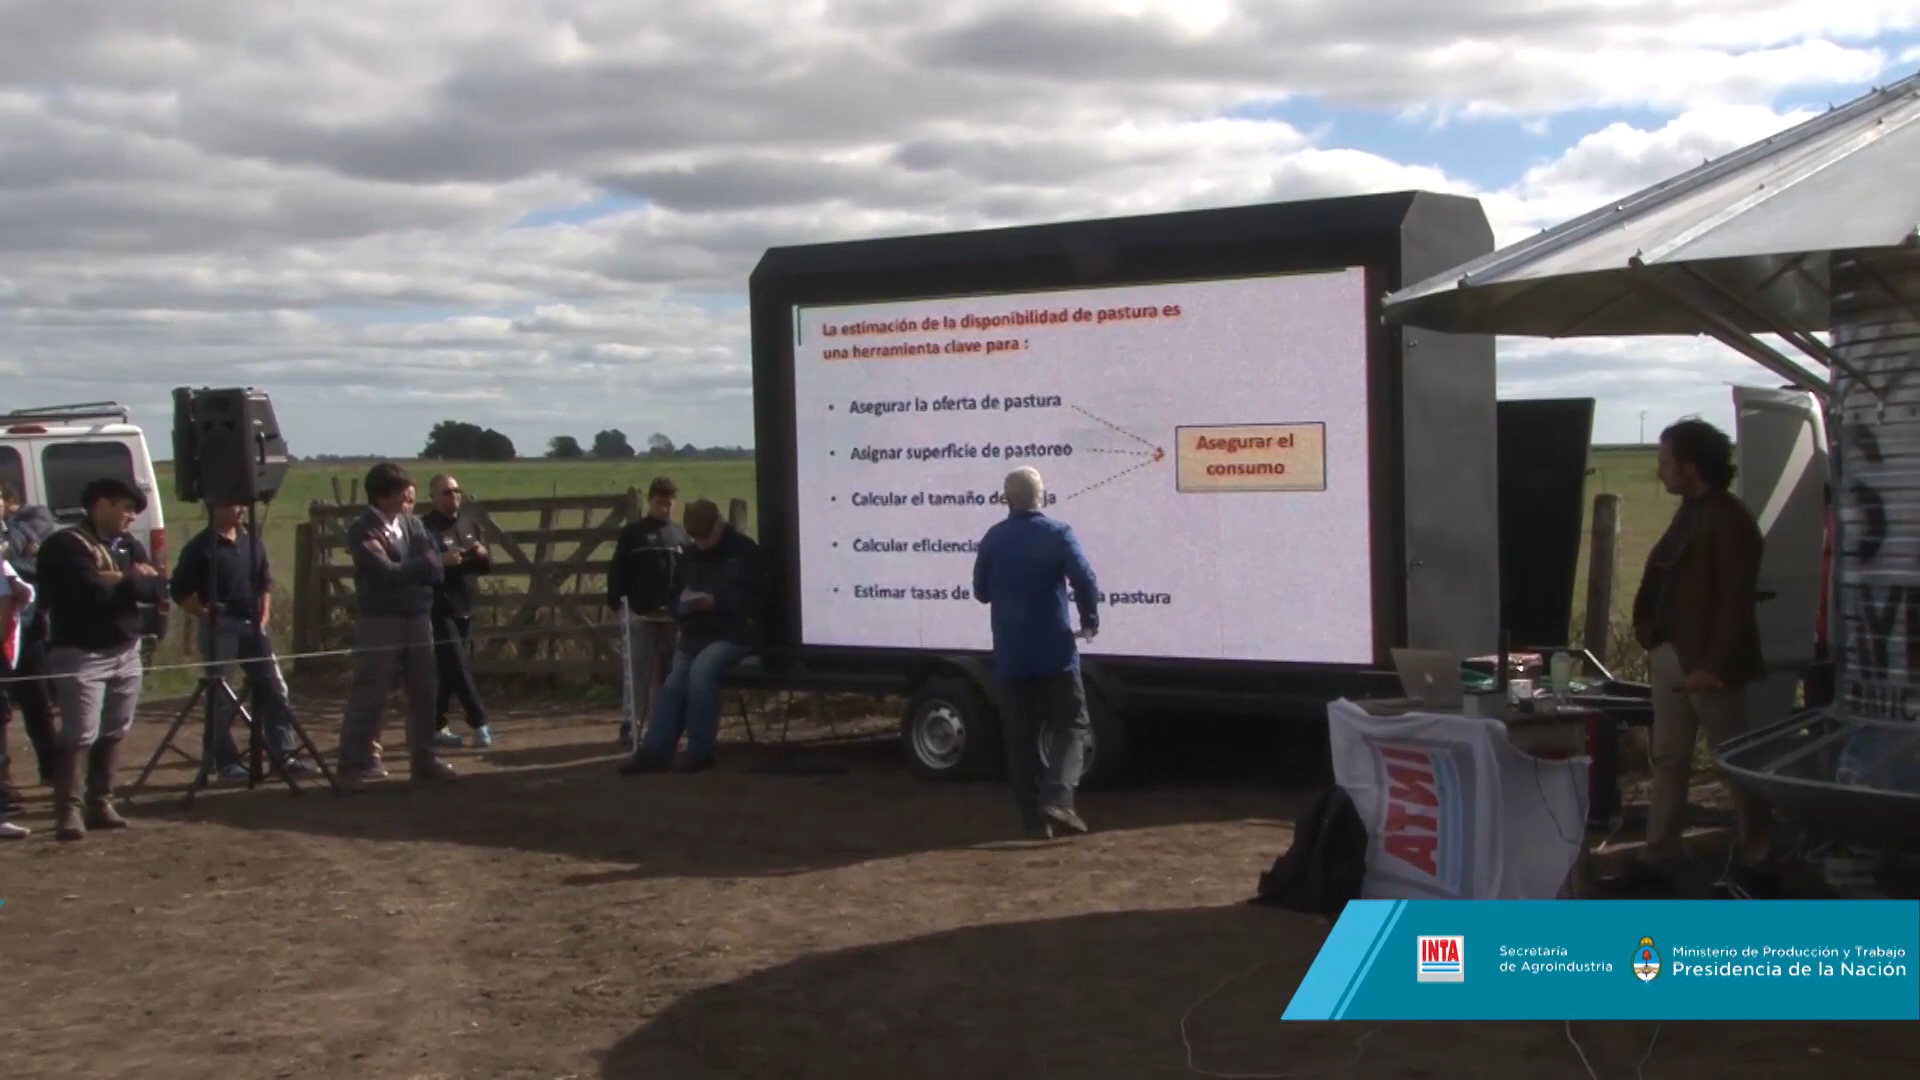 La estimación de la disponibilidad de pastura es
una herramienta clave para :
• Asegurar la oferta de pastura
• Asignar superficie de pastoreo
• Calcular el tamaño de
• Calcular eficiencia
• Estimar tasas de
pastura
Asegurar el
consumo
INTA
INTA
Secretaría
de Agroindustria
Ministerio de Producción y Trabajo
Presidencia de la Nación